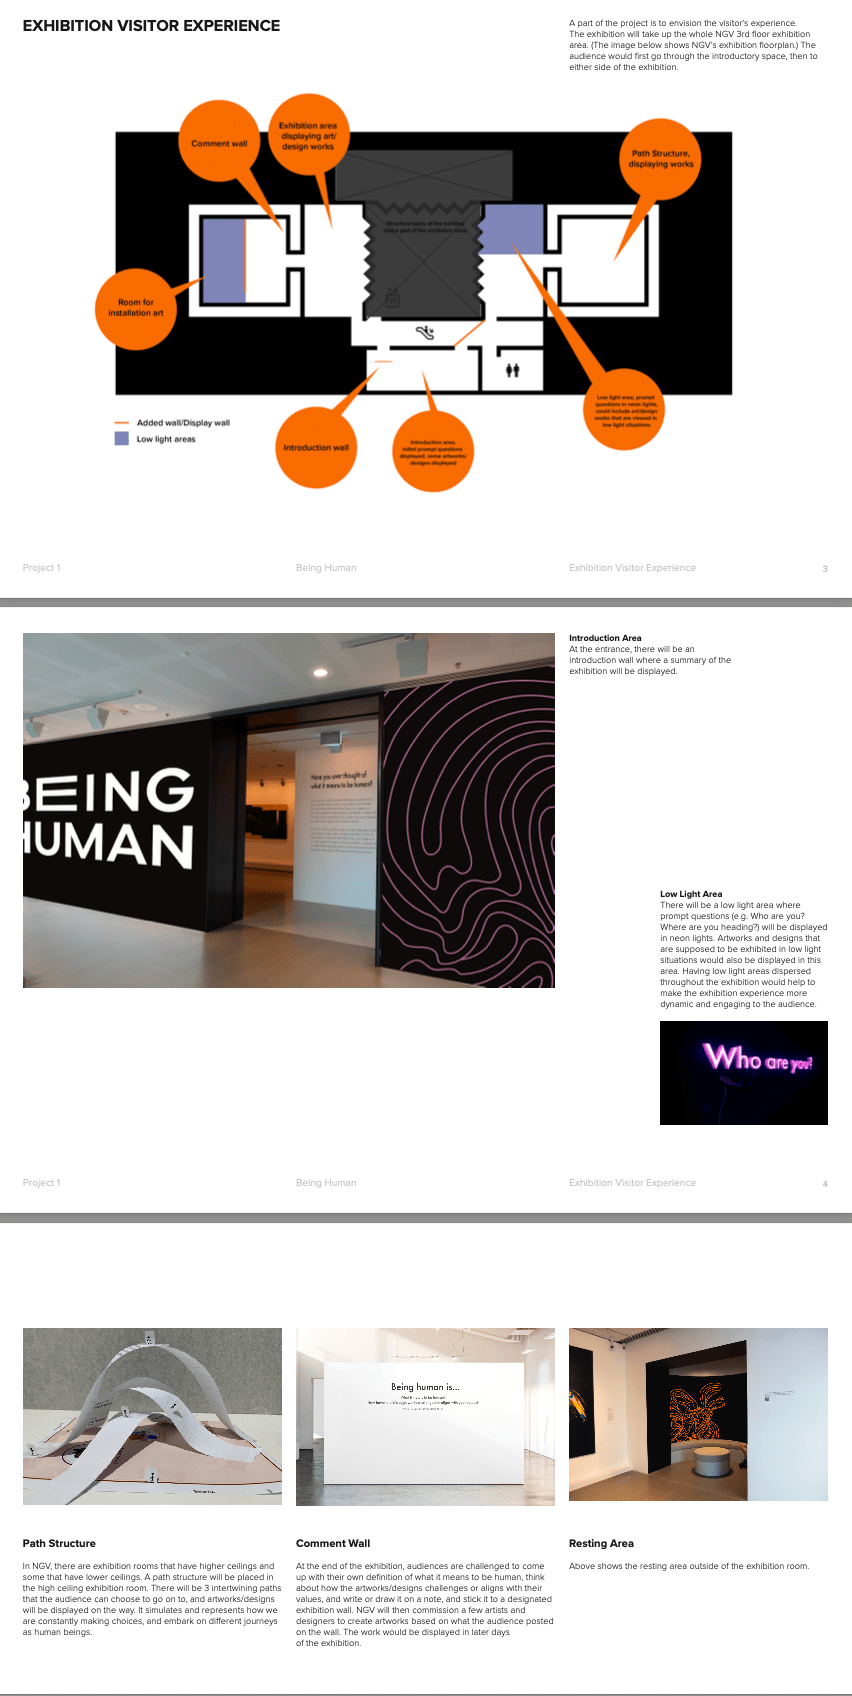 EXHIBITION VISITOR EXPERIENCE
A part of the project is to envision the visitor's experience.
The exhibition will take up the whole NGV 3rd floor exhibition
area. (The image below shows NGV's exhibition floorplan.) The
audience would first go through the introductory space, then to
either side of the exhibition.
Comment wall
Exhibition area
displaying art/
design works
Path Structure,
displaying works
Structural parts of the building
(not a part of the exhibition area)
Room for
installation art
Low light area, prompt
questions in neon lights,
could include art/design
works that are viewed in
low light situations
Added wall/Display wall
Low light areas
Introduction wall
Introduction area,
initial prompt questions
displayed, some artworks/
designs displayed
Project 1
Being Human
Exhibition Visitor Experience
3
BEING
HUMAN
Have you ever thought of
what it means to be human?
Introduction Area
At the entrance, there will be an
introduction wall where a summary of the
exhibition will be displayed.
Low Light Area
There will be a low light area where
prompt questions (e.g. Who are you?
Where are you heading?) will be displayed
in neon lights. Artworks and designs that
are supposed to be exhibited in low light
situations would also be displayed in this
area. Having low light areas dispersed
throughout the exhibition would help to
make the exhibition experience more
dynamic and engaging to the audience.
Who are you?
Project 1
Being Human
Exhibition Visitor Experience
4
Being human is...
What does it mean to be human?
Path Structure
In NGV, there are exhibition rooms that have higher ceilings and
some that have lower ceilings. A path structure will be placed in
the high ceiling exhibition room. There will be 3 intertwining paths
that the audience can choose to go on to, and artworks/designs
will be displayed on the way. It simulates and represents how we
are constantly making choices, and embark on different journeys
as human beings.
Comment Wall
At the end of the exhibition, audiences are challenged to come
up with their own definition of what it means to be human, think
about how the artworks/designs challenges or aligns with their
values, and write or draw it on a note, and stick it to a designated
exhibition wall. NGV will then commission a few artists and
designers to create artworks based on what the audience posted
on the wall. The work would be displayed in later days
of the exhibition.
Resting Area
Above shows the resting area outside of the exhibition room.